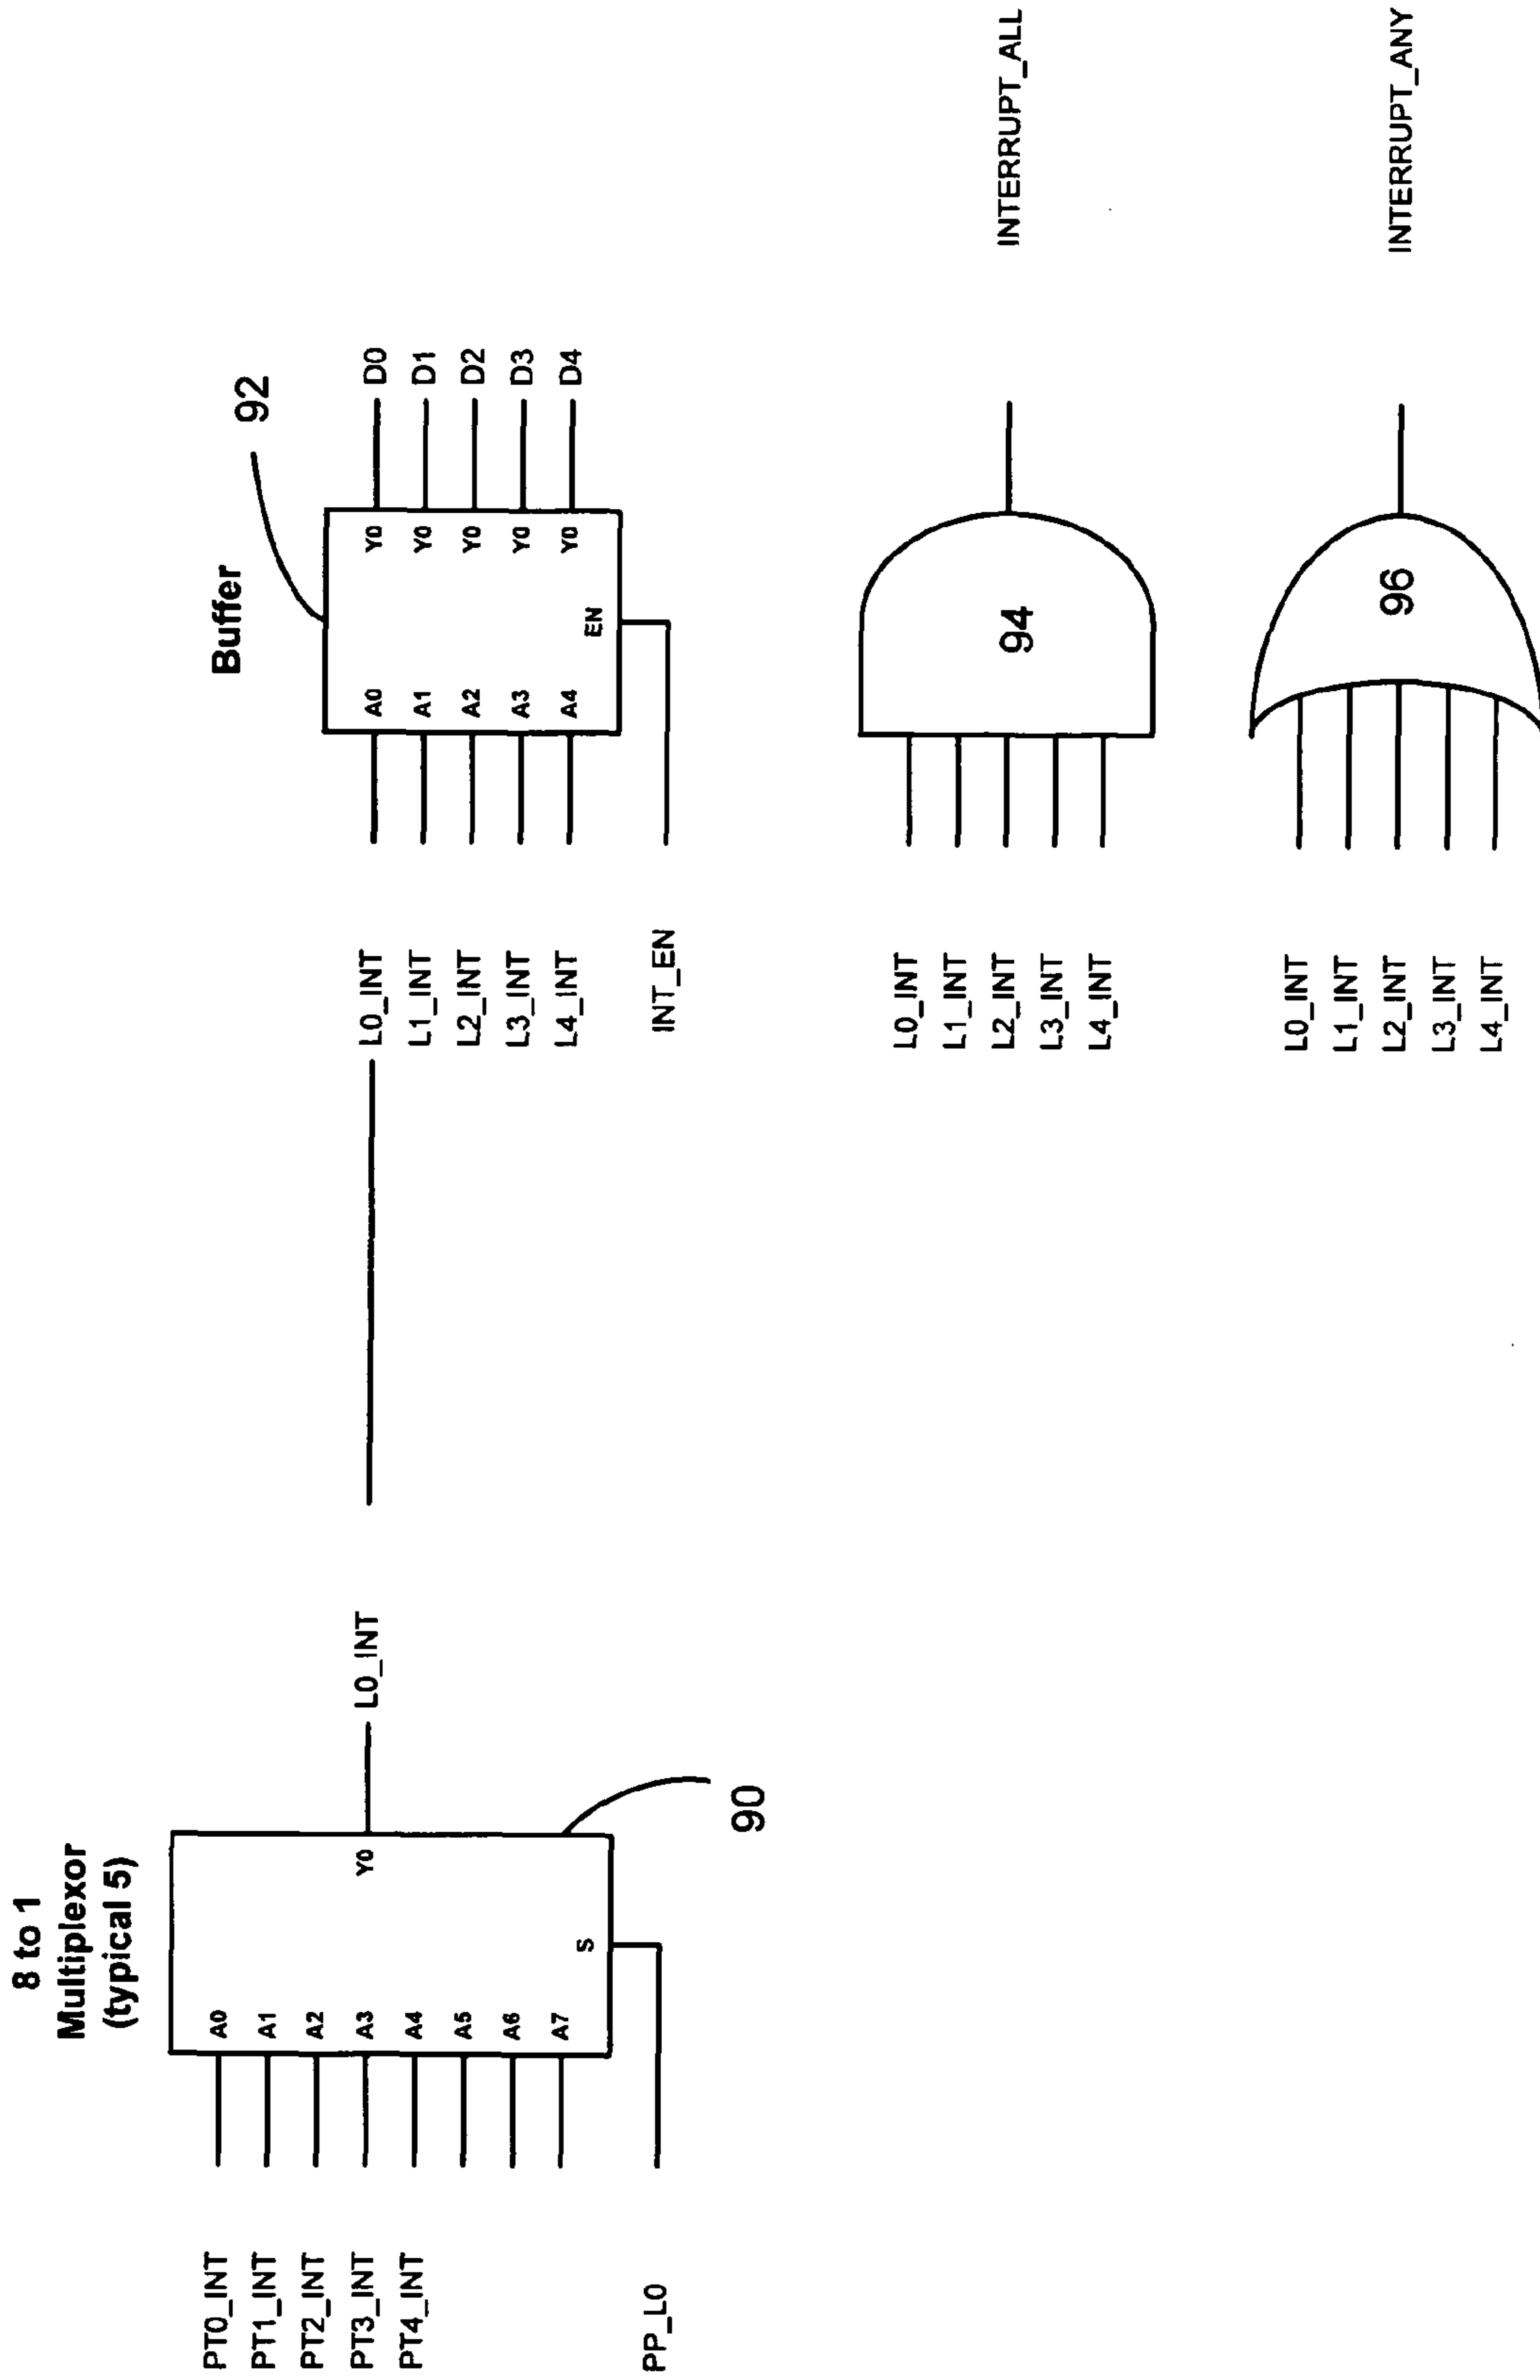 8 to 1
Multiplexor
(typical 5)
PT0_INT
PT1_INT
PT2_INT
PT3_INT
PT4_INT
PP_L0
A0
A1
A2
A3
A4
A5
A6
A7
S
Y0
90
L0_INT
L0_INT
L1_INT
L2_INT
L3_INT
L4_INT
INT_EN
Buffer
92
A0
A1
A2
A3
A4
EN
Y0
Y0
Y0
Y0
Y0
D0
D1
D2
D3
D4
L0_INT
L1_INT
L2_INT
L3_INT
L4_INT
94
INTERRUPT_ALL
L0_INT
L1_INT
L2_INT
L3_INT
L4_INT
96
INTERRUPT_ANY